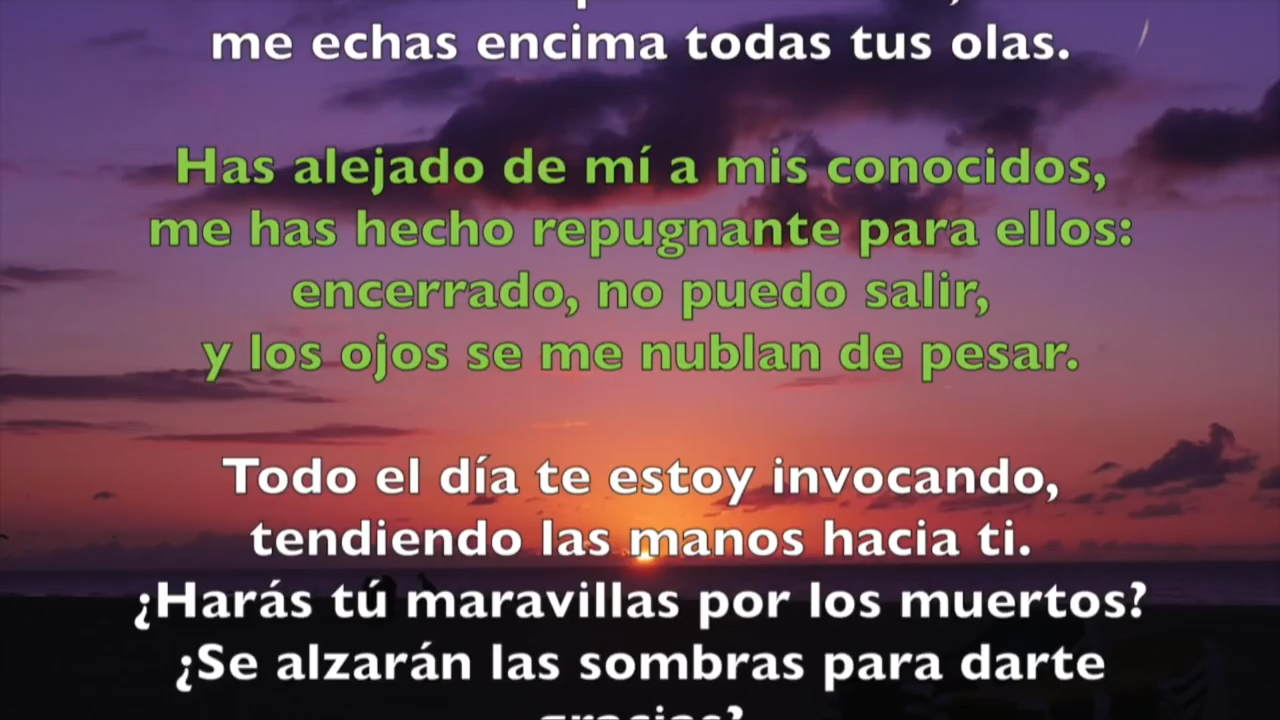 me echas encima todas tus olas.
Has alejado de mí a mis conocidos,
me has hecho repugnante para ellos:
encerrado, no puedo salir,
y los ojos se me nublan de pesar.
Todo el día te estoy invocando,
tendiendo las manos hacia ti.
¿Harás tú maravillas por los muertos?
¿Se alzarán las sombras para darte
gracias?